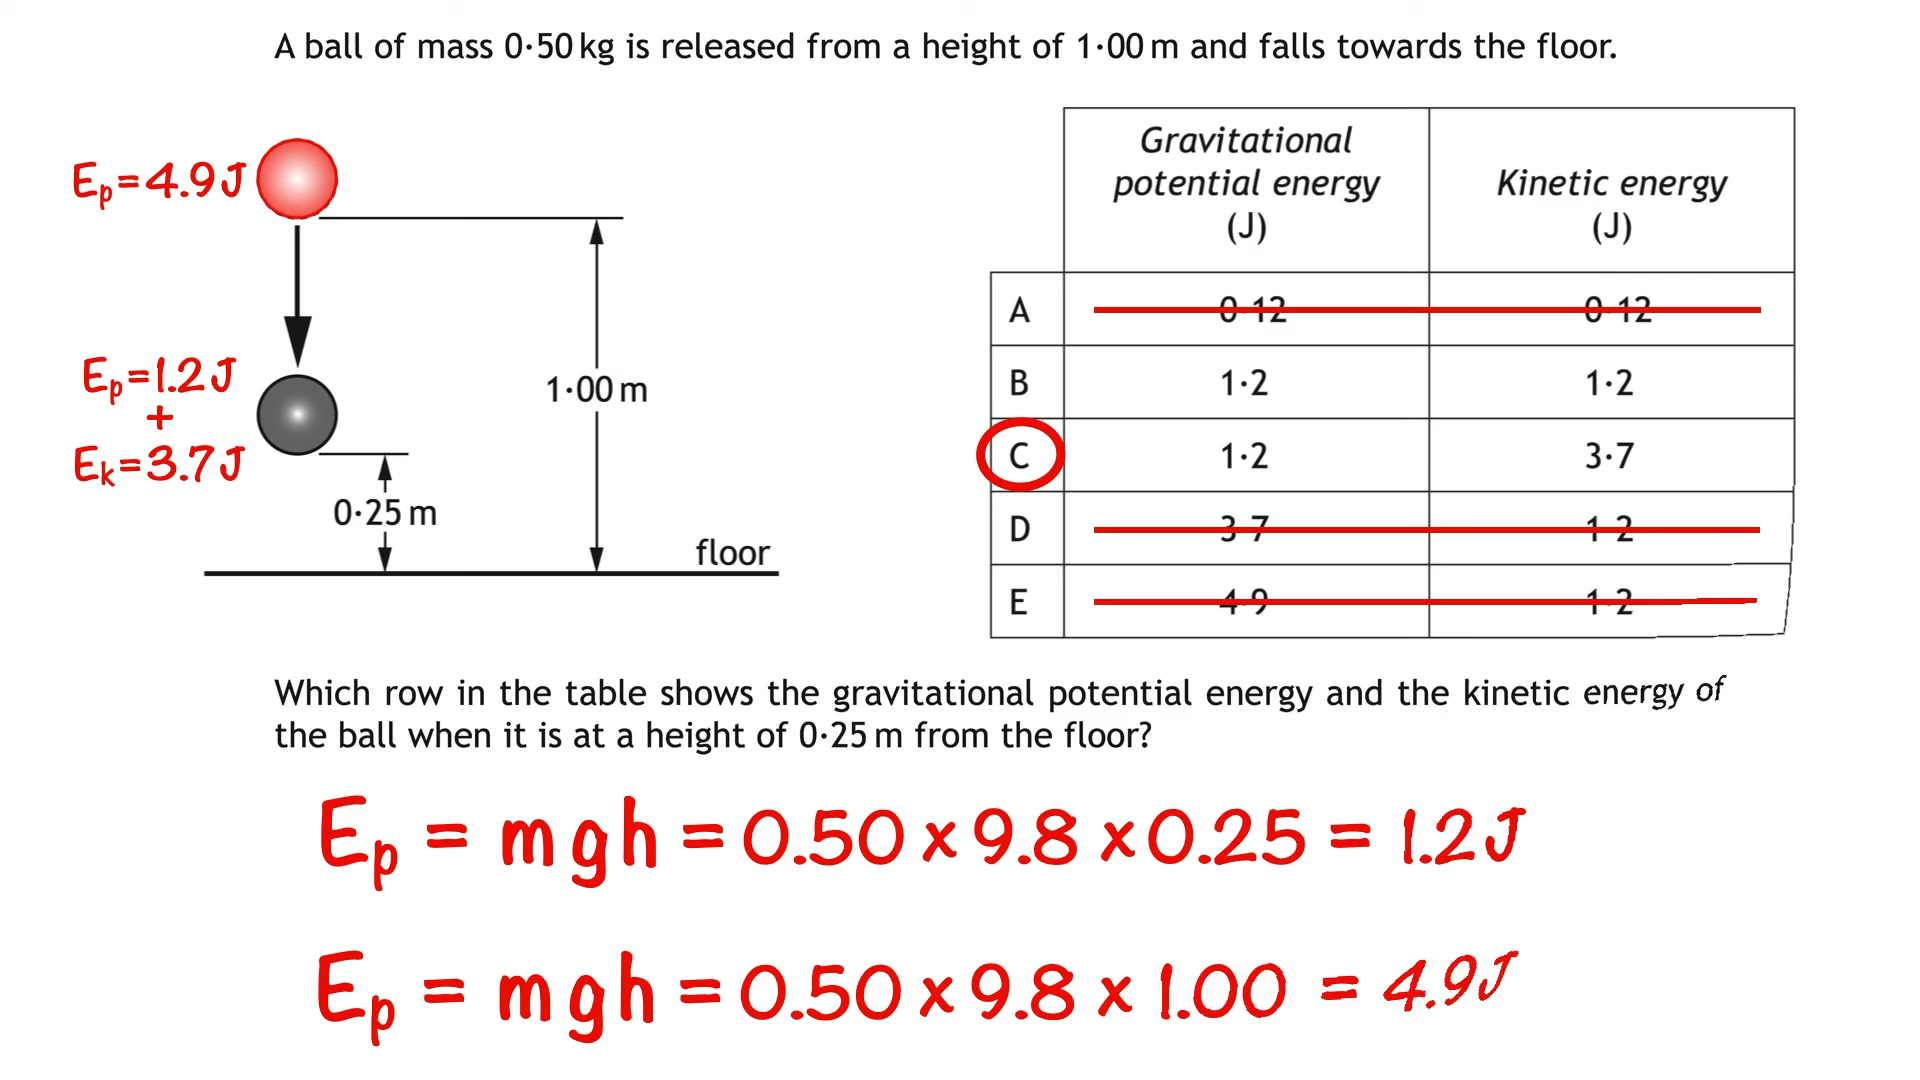 A ball of mass 0·50 kg is released from a height of 1·00 m and falls towards the floor.
Ep=4.9J
Ep=1.2J
+
Ek=3.7J
1·00 m
0·25 m
floor
Gravitational
potential energy
(J)
Kinetic energy
(J)
A 0·12 0·12
B 1·2 1·2
C 1·2 3·7
D 3·7 1·2
E 4·9 1·2
Which row in the table shows the gravitational potential energy and the kinetic energy of
the ball when it is at a height of 0·25 m from the floor?
Ep = mgh = 0.50 × 9.8 × 0.25 = 1.2J
Ep = mgh = 0.50 × 9.8 × 1.00 = 4.9J